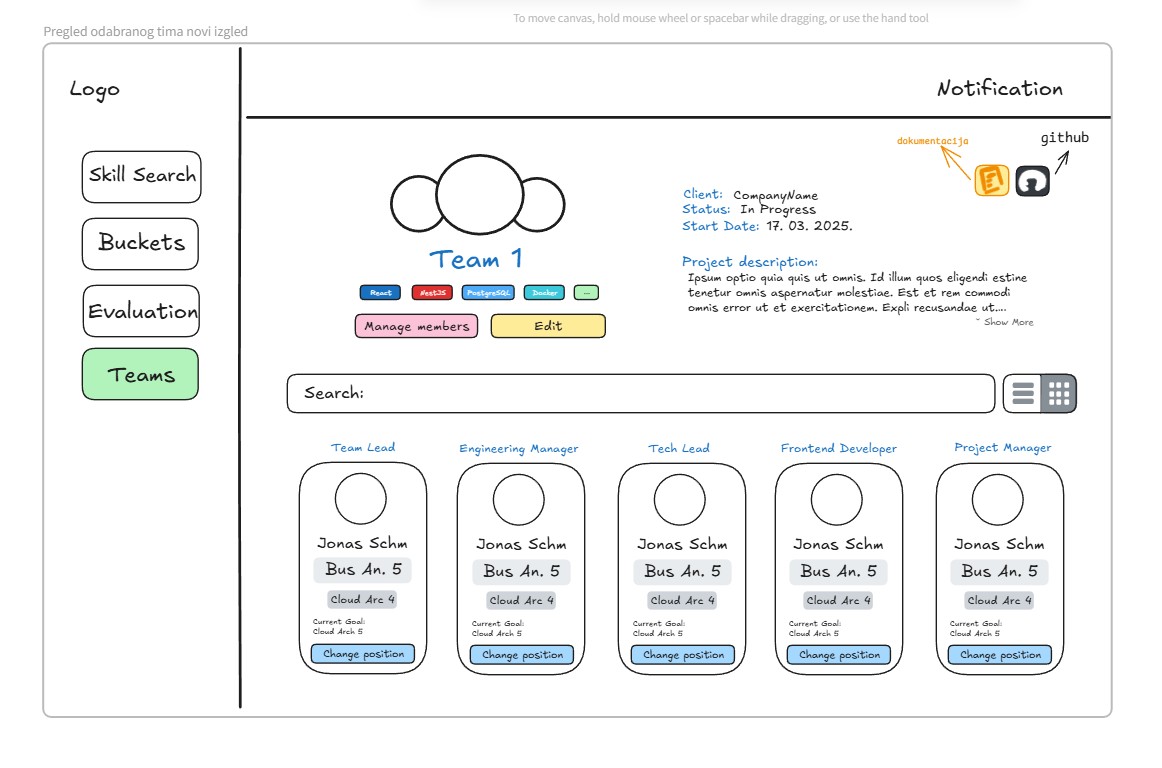 To move canvas, hold mouse wheel or spacebar while dragging, or use the hand tool
Pregled odabranog tima novi izgled
Logo
Notification
Skill Search
Buckets
Evaluation
Teams
dokumentacija
github
Team 1
React
NestJS
PostgreSQL
Docker
...
Manage members
Edit
Client: CompanyName
Status: In Progress
Start Date: 17. 03. 2025.
Project description:
Ipsum optio quia quis ut omnis. Id illum quos eligendi estine
tenetur omnis aspernatur molestiae. Est et rem commodi
omnis error ut et exercitationem. Expli recusandae ut....
ˇ Show More
Search:
Team Lead
Jonas Schm
Bus An. 5
Cloud Arc 4
Current Goal:
Cloud Arch 5
Change position
Engineering Manager
Jonas Schm
Bus An. 5
Cloud Arc 4
Current Goal:
Cloud Arch 5
Change position
Tech Lead
Jonas Schm
Bus An. 5
Cloud Arc 4
Current Goal:
Cloud Arch 5
Change position
Frontend Developer
Jonas Schm
Bus An. 5
Cloud Arc 4
Current Goal:
Cloud Arch 5
Change position
Project Manager
Jonas Schm
Bus An. 5
Cloud Arc 4
Current Goal:
Cloud Arch 5
Change position